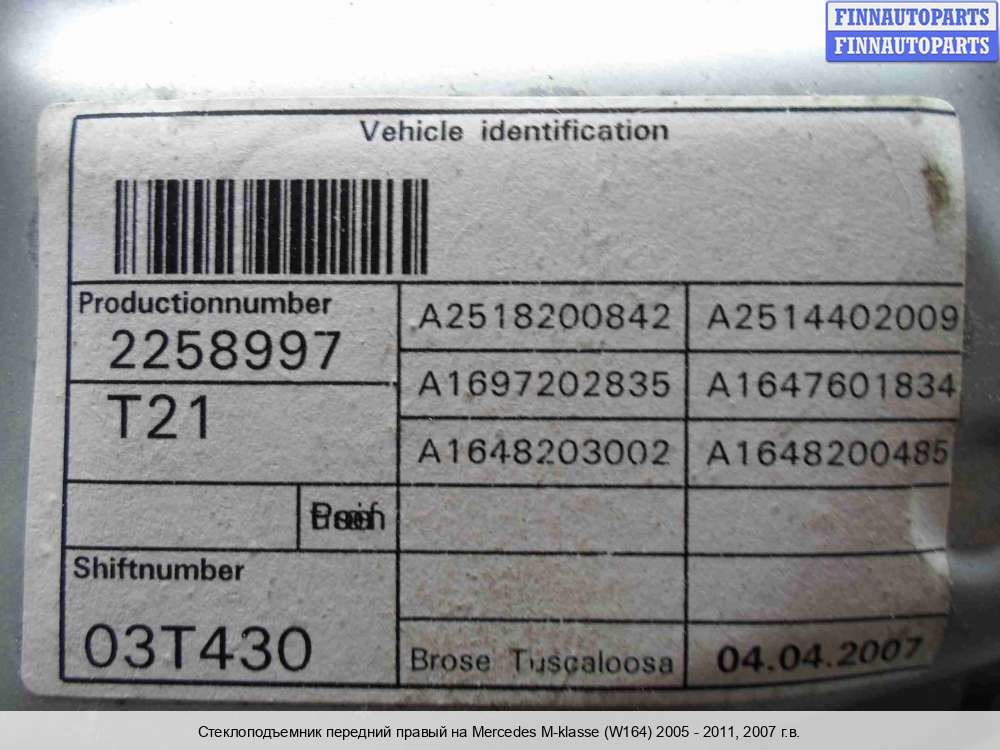 FINNAUTOPARTS
FINNAUTOPARTS
Vehicle identification
Productionnumber
2258997
T21
A2518200842 A2514402009
A1697202835 A1647601834
A1648203002 A1648200485
Shiftnumber
03T430
Brose Tuscaloosa 04.04.2007
Стеклоподъемник передний правый на Mercedes M-klasse (W164) 2005 - 2011, 2007 г.в.